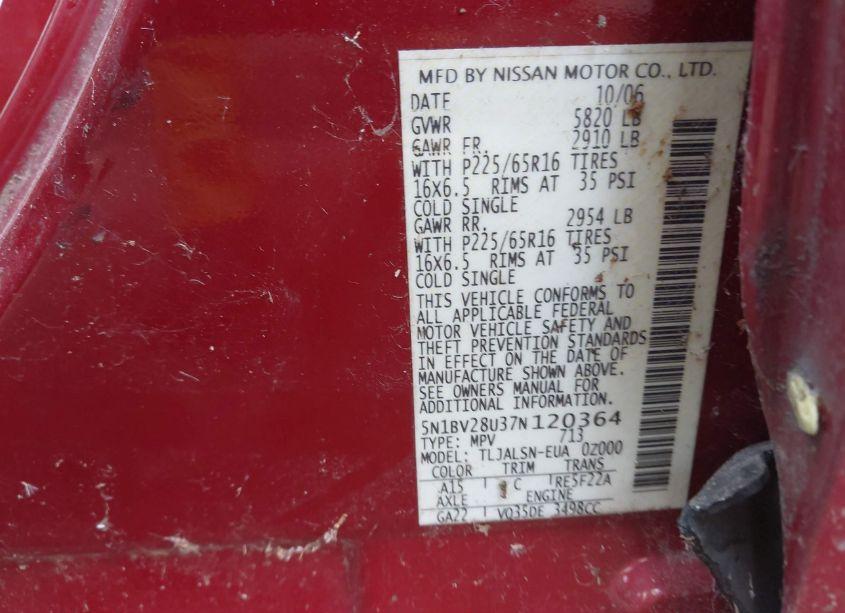 MFD BY NISSAN MOTOR CO., LTD.
DATE 10/06
GVWR 5820 LB
GAWR FR. 2910 LB
WITH P225/65R16 TIRES
16X6.5 RIMS AT 35 PSI
COLD SINGLE
GAWR RR. 2954 LB
WITH P225/65R16 TIRES
16X6.5 RIMS AT 35 PSI
COLD SINGLE
THIS VEHICLE CONFORMS TO
ALL APPLICABLE FEDERAL
MOTOR VEHICLE SAFETY AND
THEFT PREVENTION STANDARDS
IN EFFECT ON THE DATE OF
MANUFACTURE SHOWN ABOVE.
SEE OWNERS MANUAL FOR
ADDITIONAL INFORMATION.
5N1BV28U37N120364
TYPE: MPV 713
MODEL: TLJALSN-EUA 0Z000
COLOR TRIM TRANS
A15 C RE5F22A
AXLE ENGINE
GA22 VQ35DE 3498CC